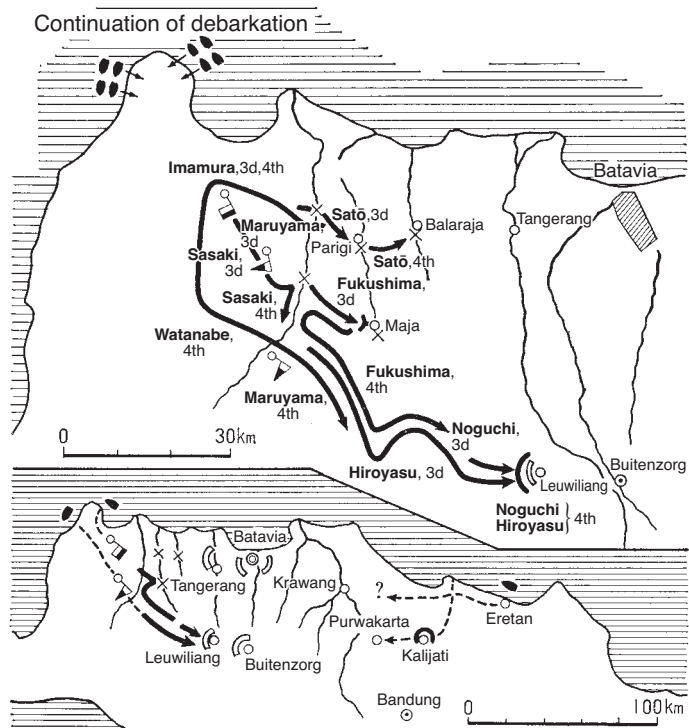 Continuation of debarkation
Batavia
Imamura, 3d, 4th
Maruyama,
3d
Satō, 3d
Balaraja
Tangerang
Parigi
Satō, 4th
Sasaki,
3d
Sasaki,
4th
Fukushima,
3d
Maja
Watanabe,
4th
Fukushima,
4th
Maruyama,
4th
Noguchi,
3d
0 30km
Hiroyasu, 3d
Leuwiliang
Buitenzorg
Noguchi
Hiroyasu } 4th
Batavia
Tangerang
Krawang
?
Eretan
Purwakarta
Leuwiliang
Buitenzorg
Kalijati
Bandung
0 100km